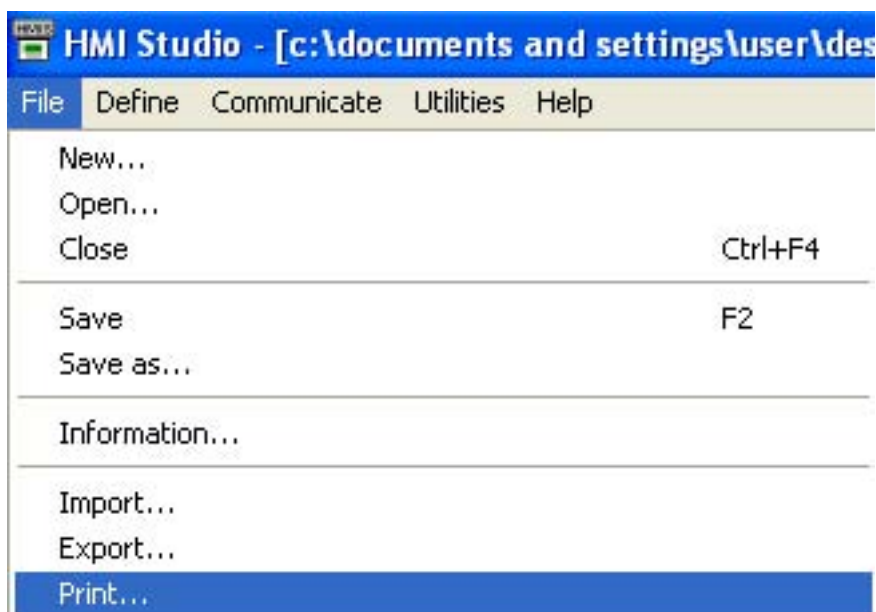 HMI Studio - [c:\documents and settings\user\des
File Define Communicate Utilities Help
New...
Open...
Close Ctrl+F4
Save F2
Save as...
Information...
Import...
Export...
Print...